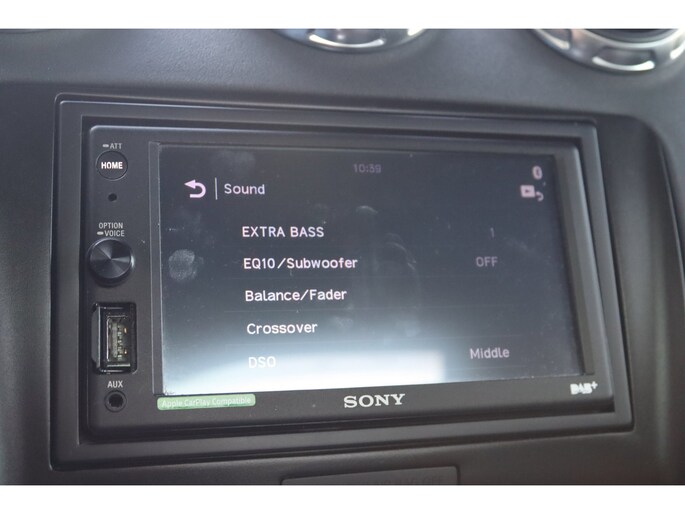 ATT
HOME
OPTION
VOICE
AUX
10:39
Sound
EXTRA BASS 1
EQ10/Subwoofer OFF
Balance/Fader
Crossover
DSO Middle
Apple CarPlay Compatible
SONY
DAB+